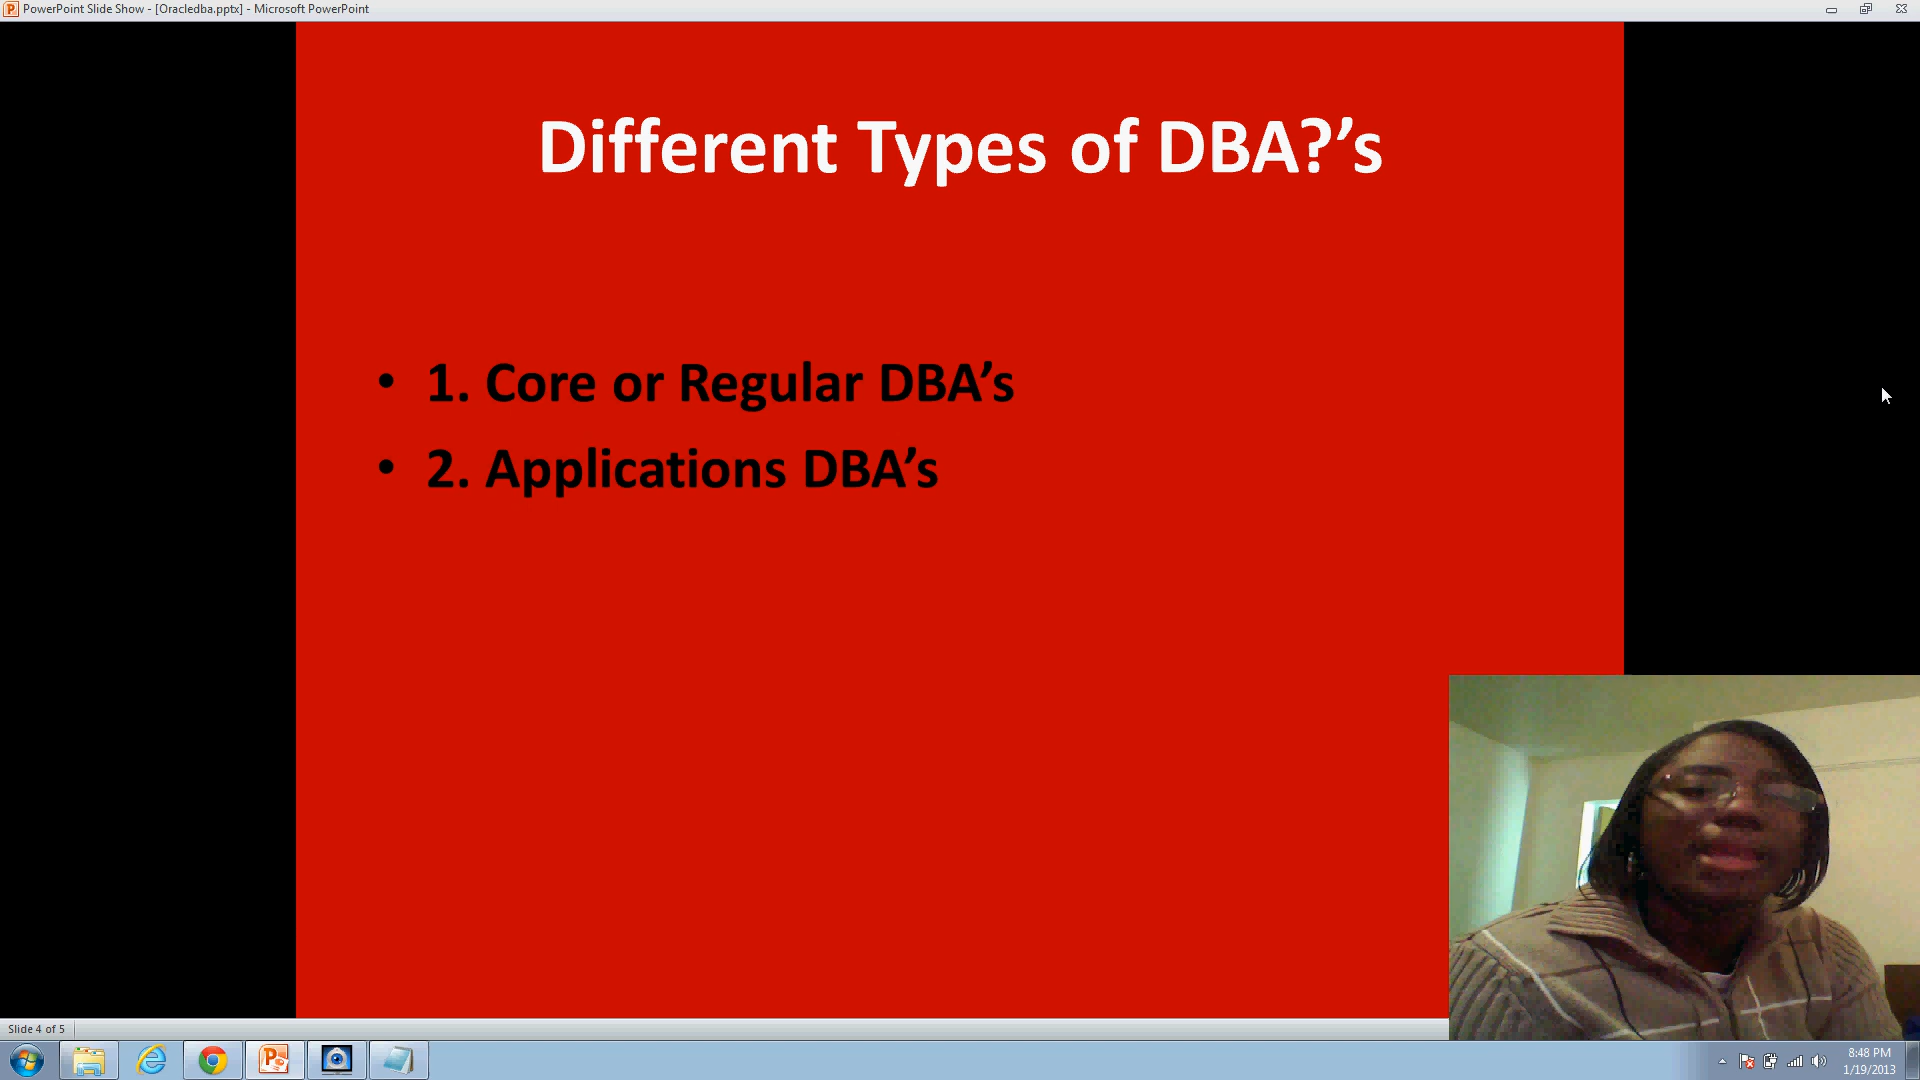 PowerPoint Slide Show - [Oracledba.pptx] - Microsoft PowerPoint
Different Types of DBA?’s
• 1. Core or Regular DBA’s
• 2. Applications DBA’s
Slide 4 of 5
8:48 PM
1/19/2013